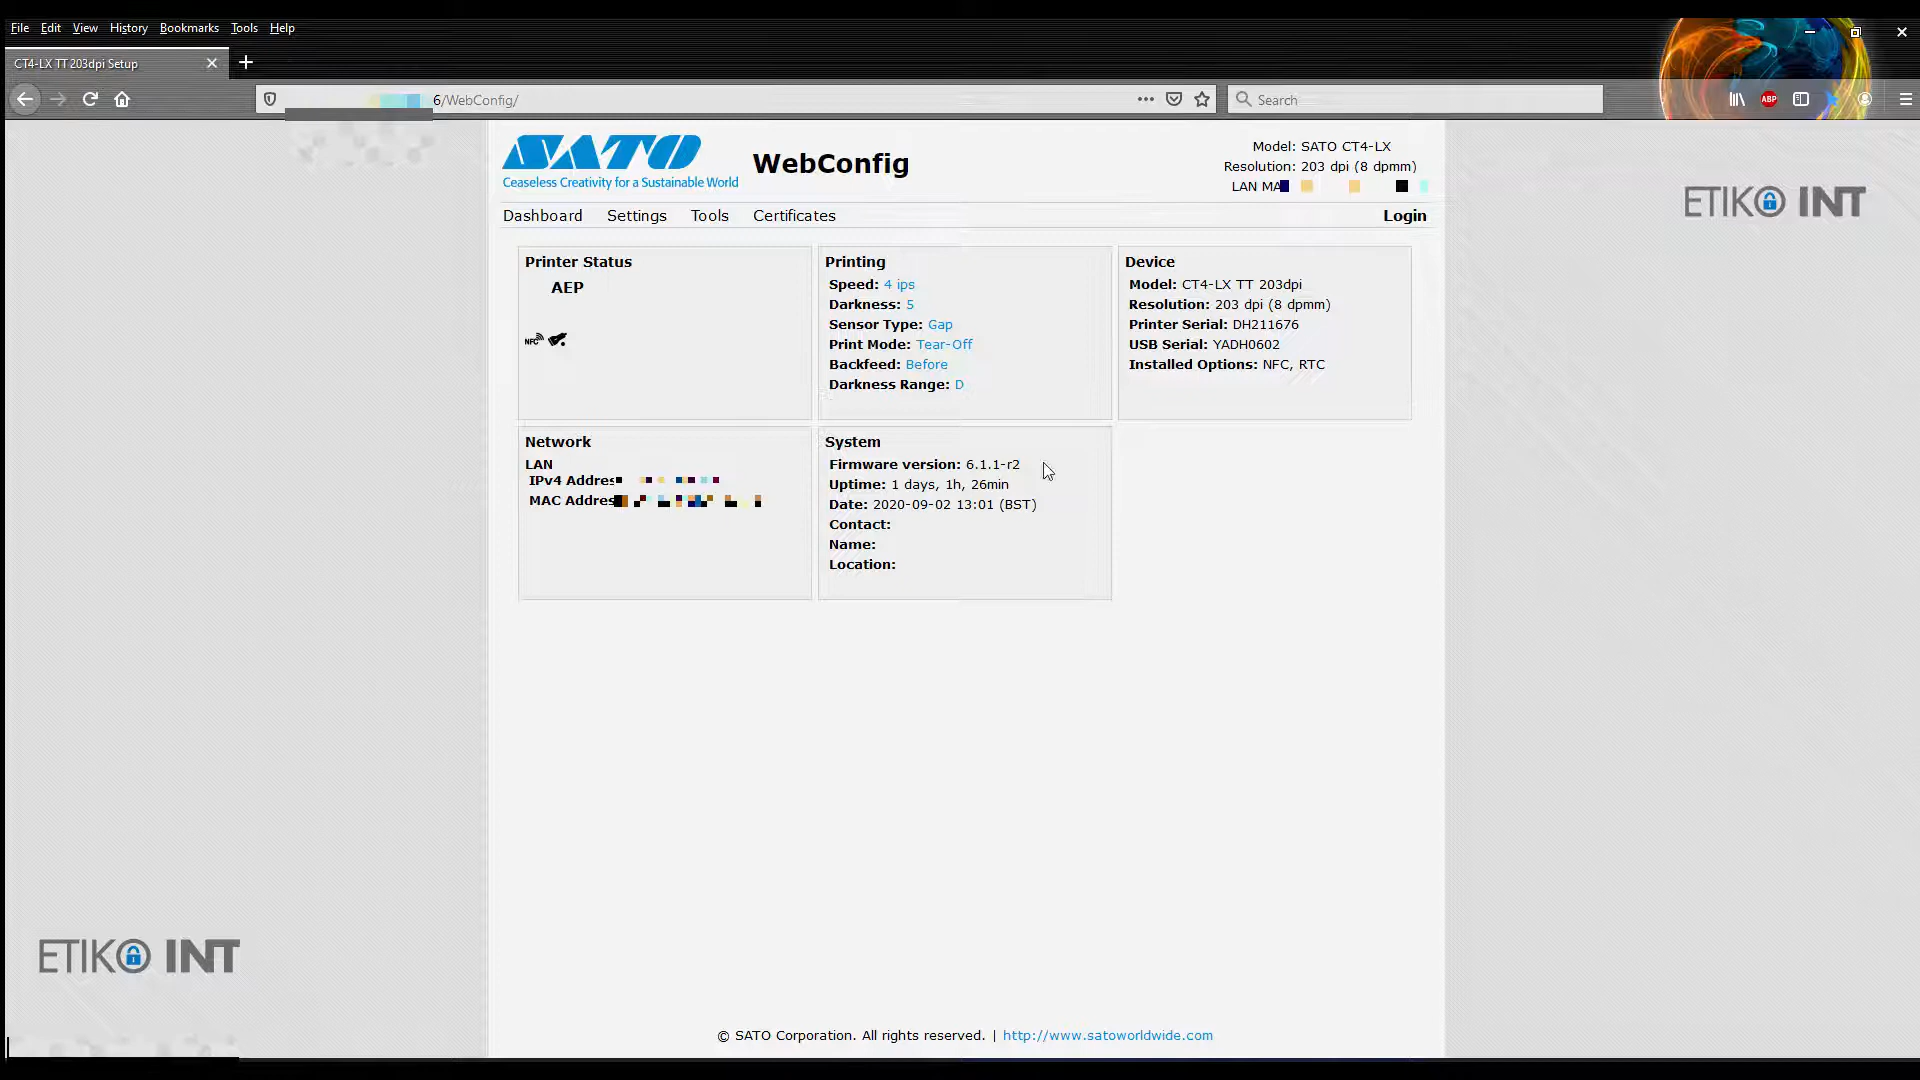 File Edit View History Bookmarks Tools Help
CT4-LX TT 203dpi Setup
6/WebConfig/
Search
ABP
SATO
Ceaseless Creativity for a Sustainable World
WebConfig
Model: SATO CT4-LX
Resolution: 203 dpi (8 dpmm)
LAN MA
ETIKO INT
Dashboard Settings Tools Certificates Login
Printer Status
AEP
NFC
Printing
Speed: 4 ips
Darkness: 5
Sensor Type: Gap
Print Mode: Tear-Off
Backfeed: Before
Darkness Range: D
Device
Model: CT4-LX TT 203dpi
Resolution: 203 dpi (8 dpmm)
Printer Serial: DH211676
USB Serial: YADH0602
Installed Options: NFC, RTC
Network
LAN
IPv4 Addres
MAC Addres
System
Firmware version: 6.1.1-r2
Uptime: 1 days, 1h, 26min
Date: 2020-09-02 13:01 (BST)
Contact:
Name:
Location:
ETIKO INT
© SATO Corporation. All rights reserved. | http://www.satoworldwide.com